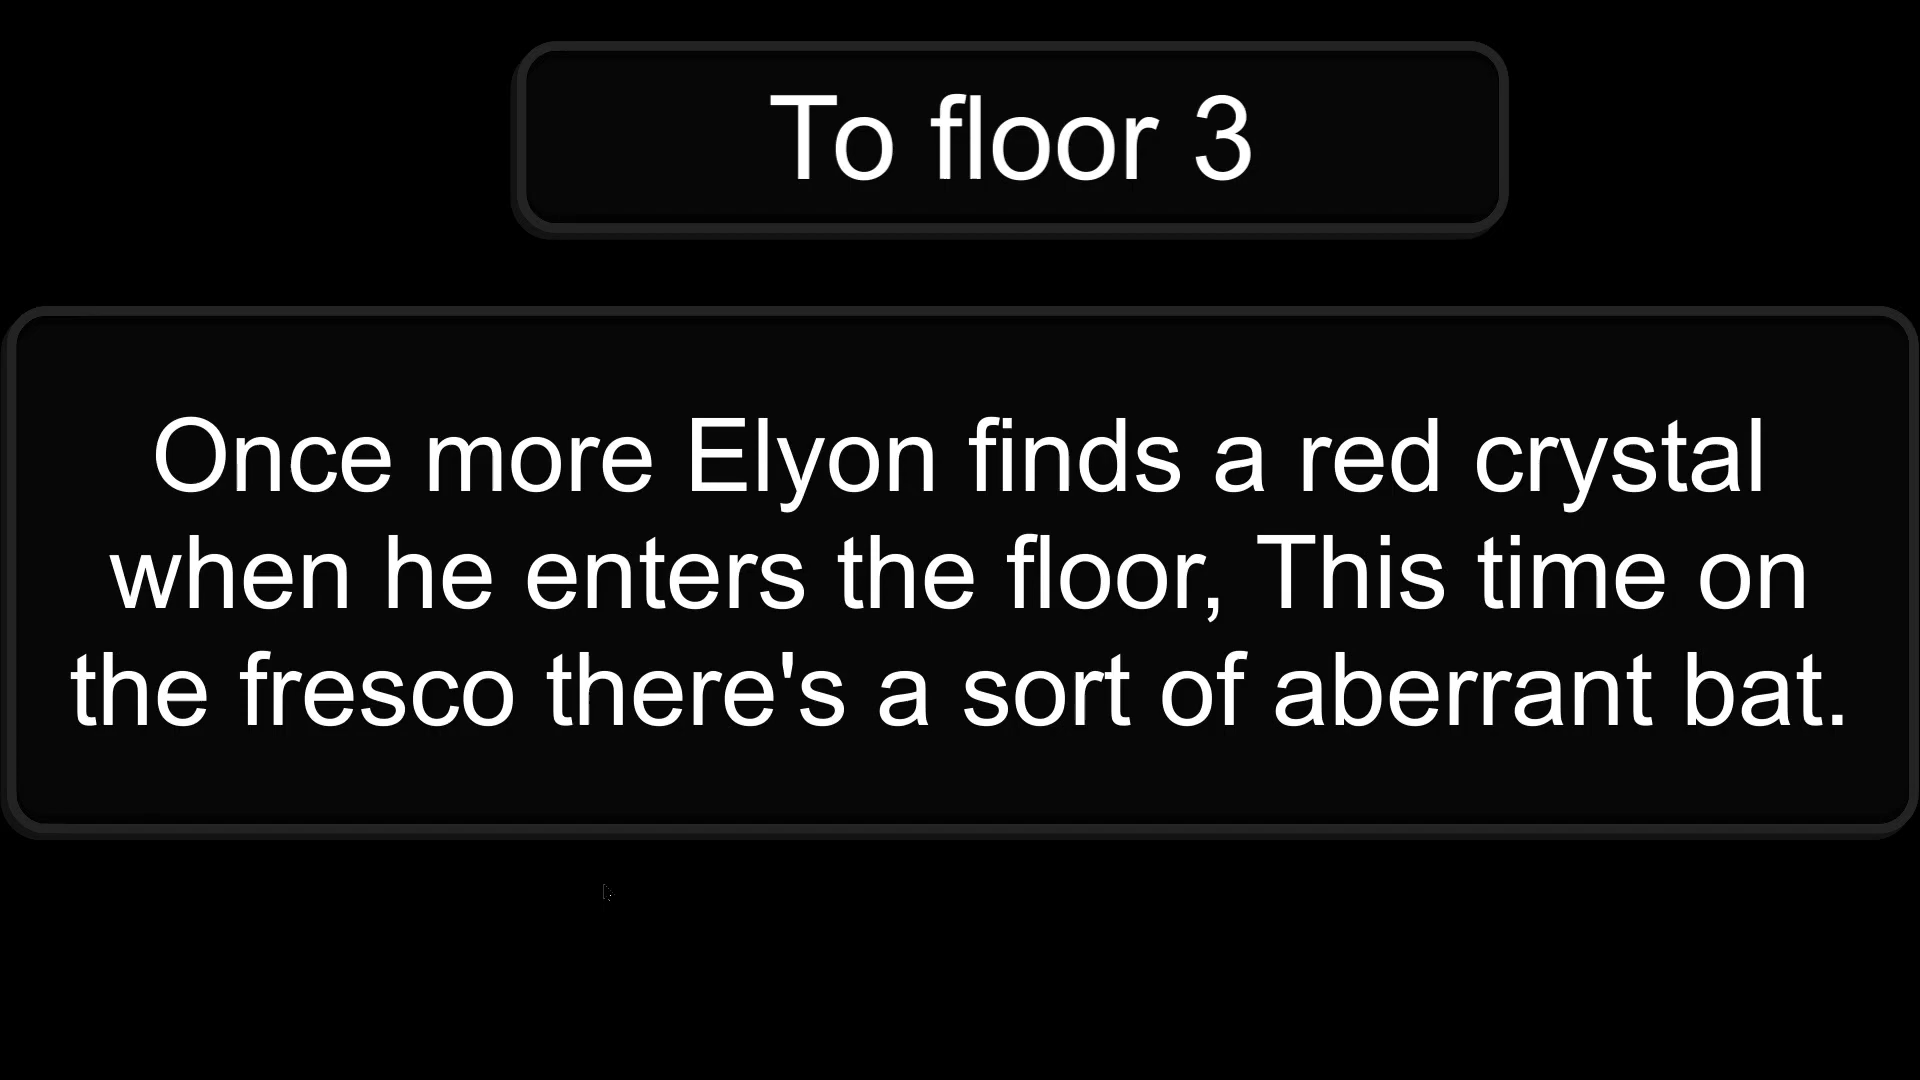 To floor 3
Once more Elyon finds a red crystal
when he enters the floor, This time on
the fresco there's a sort of aberrant bat.